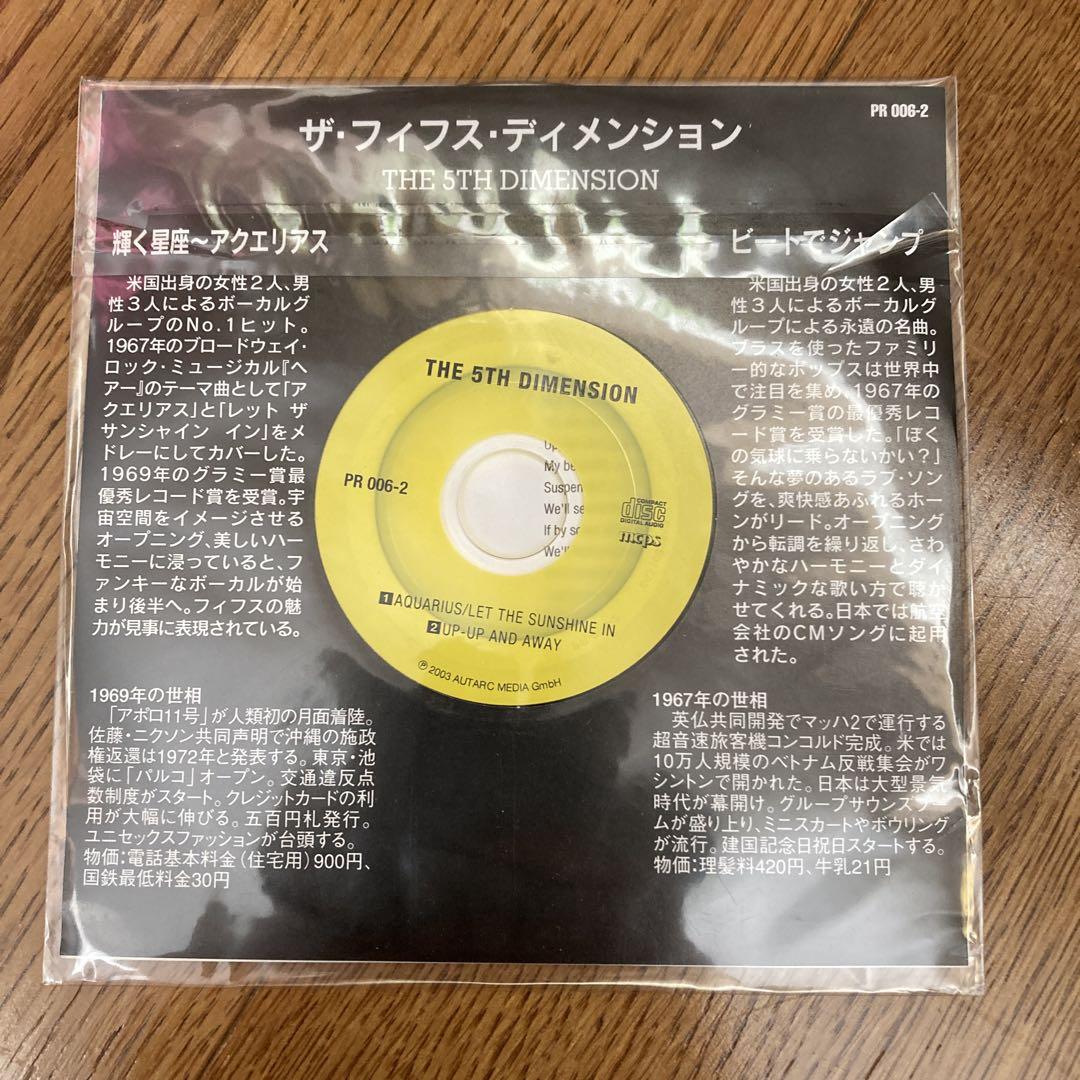 PR 006-2
ザ・フィフス・ディメンション
THE 5TH DIMENSION
輝く星座~アクエリアス
米国出身の女性2人、男
性3人によるボーカルグ
ループのNo.1ヒット。
1967年のブロードウェイ・
ロック・ミュージカル『ヘ
アー』のテーマ曲として「ア
クエリアス」と「レット ザ
サンシャイン イン」をメ
ドレーにしてカバーした。
1969年のグラミー賞最
優秀レコード賞を受賞。宇
宙空間をイメージさせる
オープニング、美しいハー
モニーに浸っていると、フ
ァンキーなボーカルが始
まり後半へ。フィフスの魅
力が見事に表現されている。
1969年の世相
「アポロ11号」が人類初の月面着陸。
佐藤・ニクソン共同声明で沖縄の施政
権返還は1972年と発表する。東京・池
袋に「パルコ」オープン。交通違反点
数制度がスタート。クレジットカードの利
用が大幅に伸びる。五百円札発行。
ユニセックスファッションが台頭する。
物価:電話基本料金(住宅用)900円、
国鉄最低料金30円
THE 5TH DIMENSION
PR 006-2
My be
Suspen
We'll se
If by so
We'll
COMPACT
disc
DIGITAL AUDIO
mcps
1 AQUARIUS/LET THE SUNSHINE IN
2 UP-UP AND AWAY
℗ 2003 AUTARC MEDIA GmbH
ビートでジャンプ
米国出身の女性2人、男
性3人によるボーカルグ
ループによる永遠の名曲。
ブラスを使ったファミリ
ー的なポップスは世界中
で注目を集め、1967年の
グラミー賞の最優秀レコ
ード賞を受賞した。「ぼく
の気球に乗らないかい?」
そんな夢のあるラブ・ソン
グを、爽快感あふれるホー
ンがリード。オープニング
から転調を繰り返し、さわ
やかなハーモニーとダイ
ナミックな歌い方で聴か
せてくれる。日本では航空
会社のCMソングに起用
された。
1967年の世相
英仏共同開発でマッハ2で運行する
超音速旅客機コンコルド完成。米では
10万人規模のベトナム反戦集会がワ
シントンで開かれた。日本は大型景気
時代が幕開け。グループサウンズブー
ムが盛り上り、ミニスカートやボウリング
が流行。建国記念日祝日スタートする。
物価:理髪料420円、牛乳21円